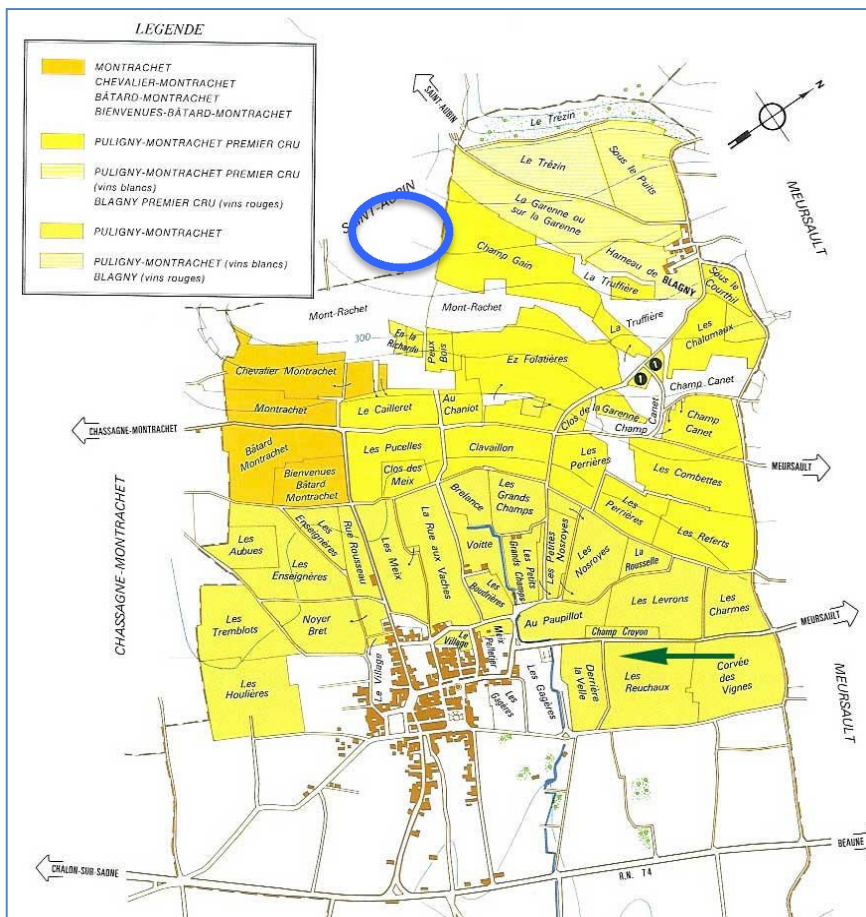 LEGENDE
MONTRACHET
CHEVALIER-MONTRACHET
BÂTARD-MONTRACHET
BIENVENUES-BÂTARD-MONTRACHET
PULIGNY-MONTRACHET PREMIER CRU
PULIGNY-MONTRACHET PREMIER CRU
(vins blancs)
BLAGNY PREMIER CRU (vins rouges)
PULIGNY-MONTRACHET
PULIGNY-MONTRACHET (vins blancs)
BLAGNY (vins rouges)
SAINT-AUBIN
N
Le Trézin
Le Trézin
Sous le Puits
MEURSAULT
SAINT-AUBIN
La Garenne ou
sur la Garenne
Champ Gain
Hameau de
BLAGNY
La Truffière
Sous le
Courthil
Mont-Rachet
Mont-Rachet
La Truffière
Les
Chalumaux
300
En la
Richarde
Peux
Bois
Ez Folatières
Chevalier Montrachet
1
1
Champ Canet
Montrachet
Le Cailleret
Au
Chaniot
Clos de la Garenne
Champ
Canet
Champ
Canet
CHASSAGNE-MONTRACHET
Bâtard
Montrachet
Les Pucelles
Clavaillon
Les
Perrières
Les Combettes
MEURSAULT
Bienvenues
Bâtard
Montrachet
Clos des
Meix
Brelance
Les
Grands
Champs
Les
Perrières
Les Referts
CHASSAGNE-MONTRACHET
Les
Aubues
Les
Enseignères
Rue Rousseau
Les Meix
La Rue aux
Vaches
Voitte
Les Petits
Grands Champs
Les Petites
Nosroyes
Les
Nosroyes
La
Rousselle
Les
Enseignères
Les
Boudrières
Les Levrons
Les
Charmes
Les
Tremblots
Noyer
Bret
Au Paupillot
Champ Croyon
MEURSAULT
Le Village
Le
Village
Meix
Pelletier
Les
Houlières
Les
Gagères
Les Gagères
Derrière
la Velle
Les
Reuchaux
Corvée
des
Vignes
MEURSAULT
CHALON-SUR-SAONE
R.N. 74
BEAUNE